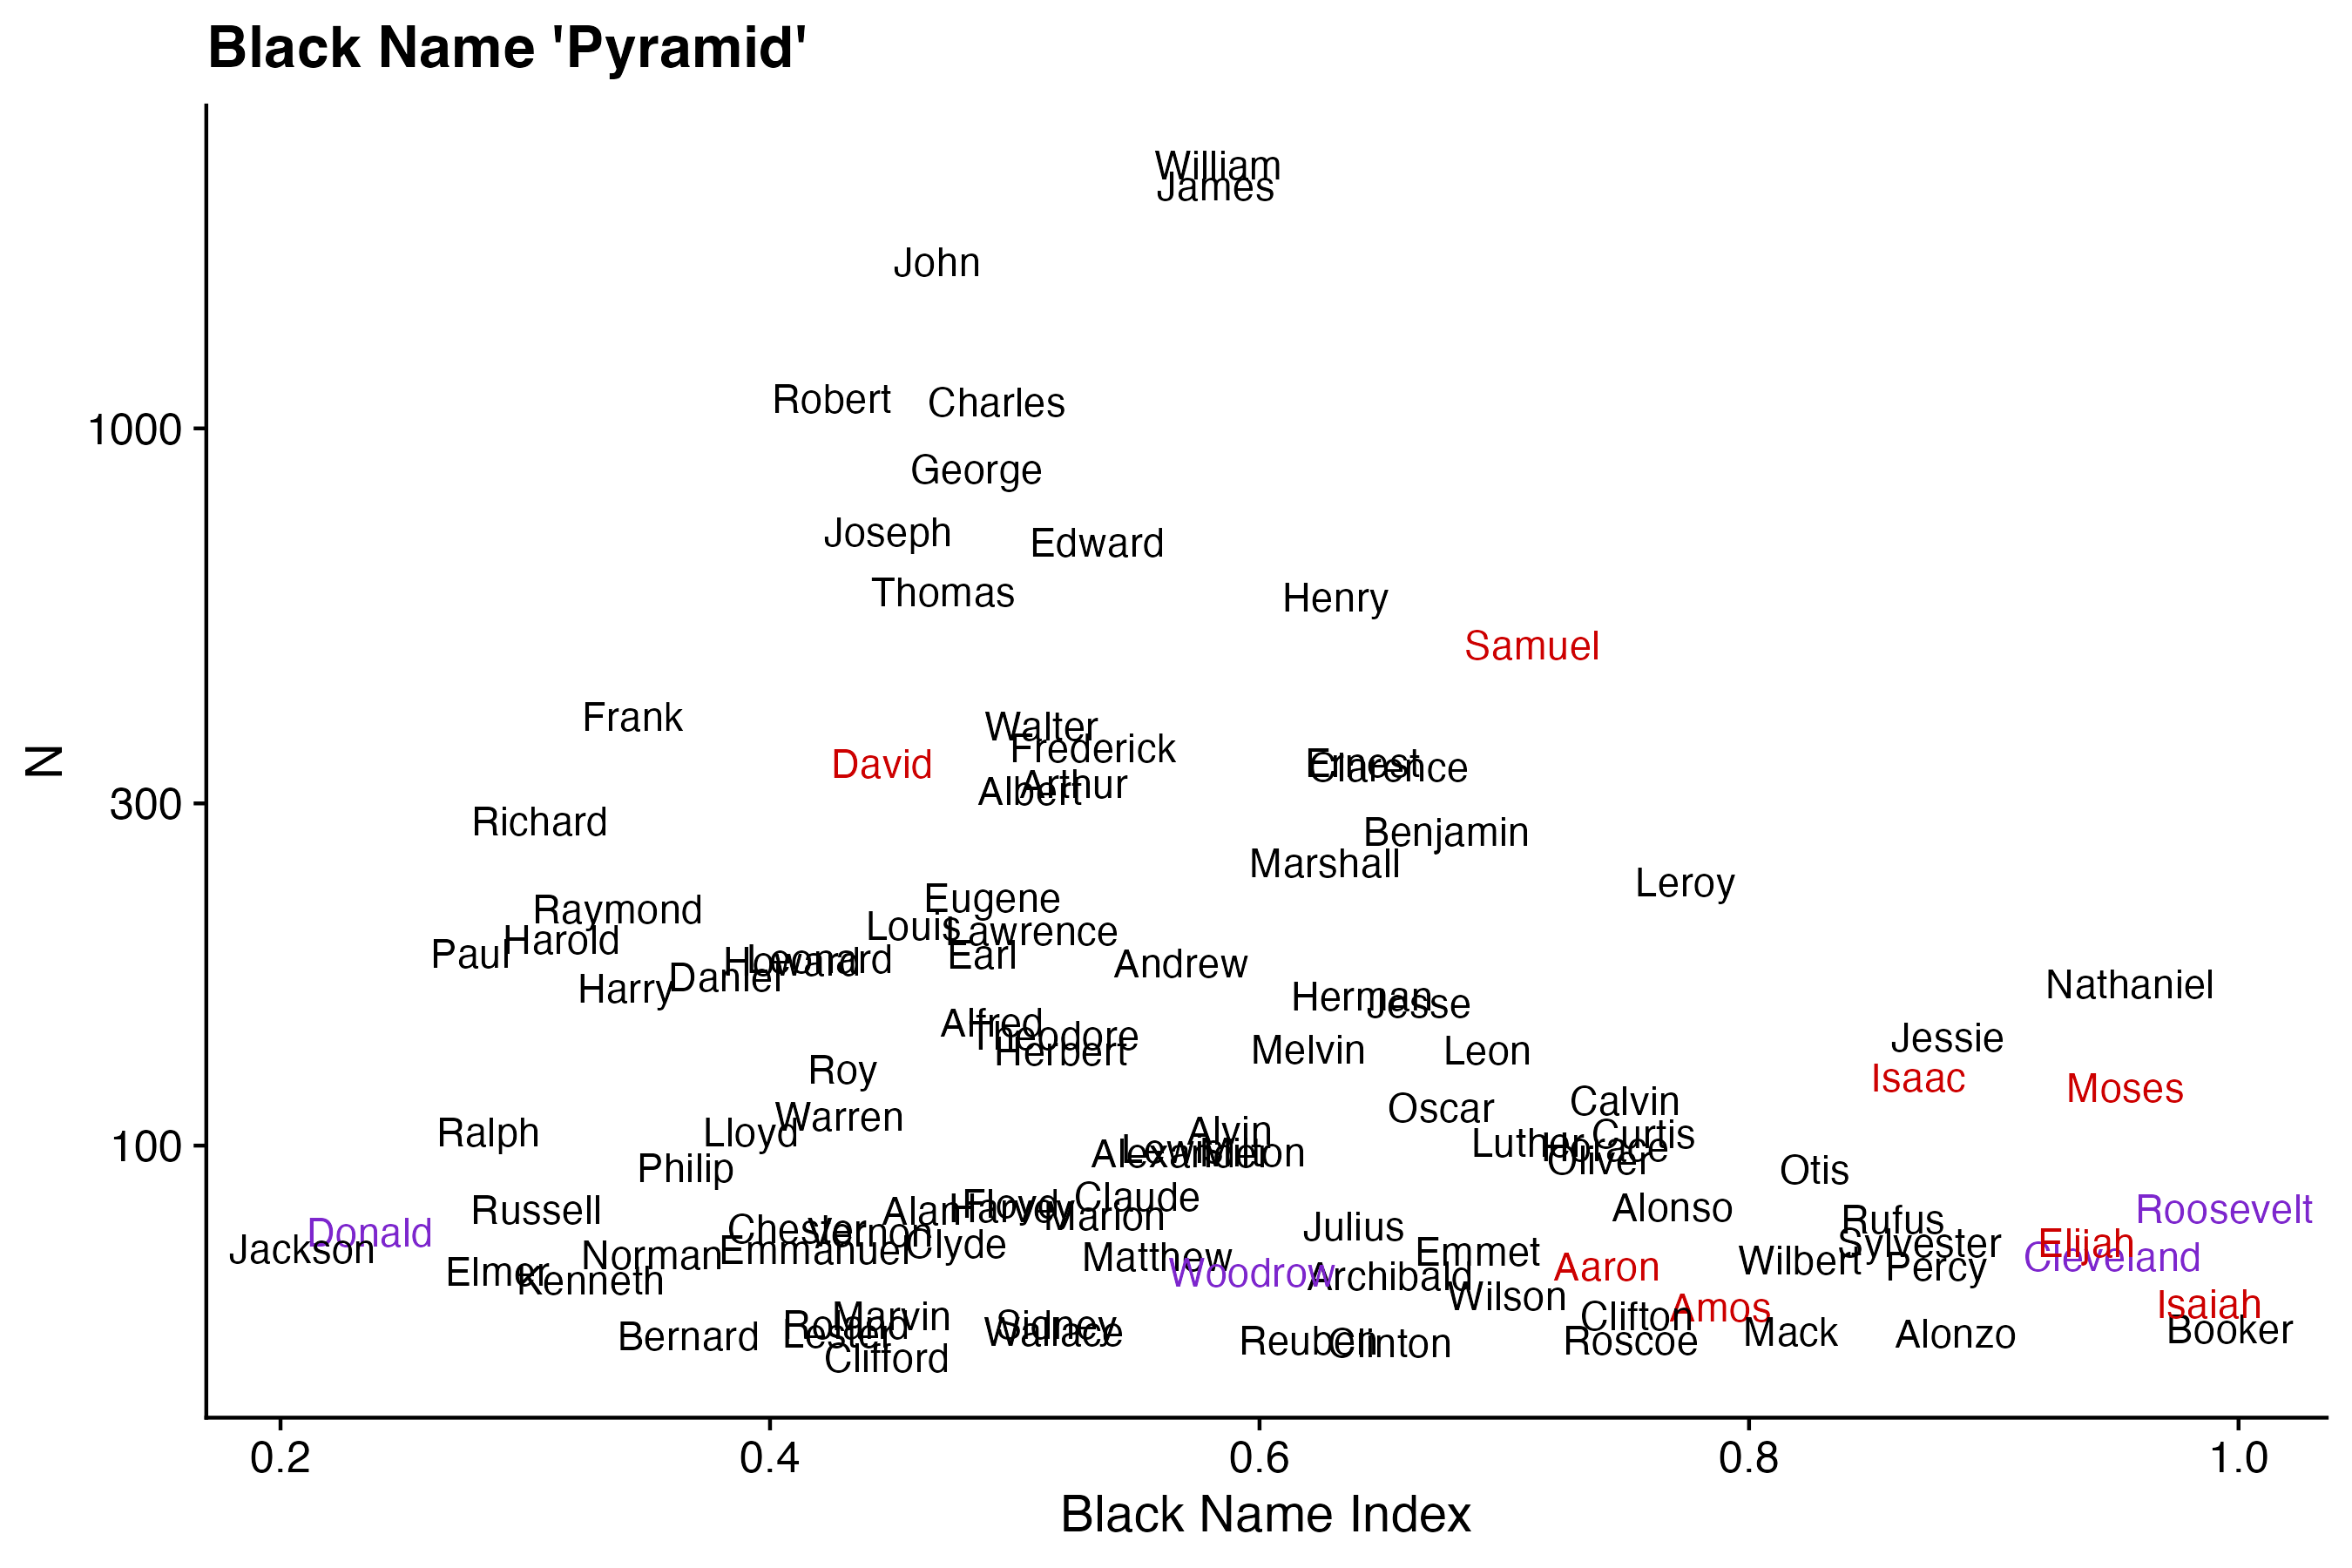 Black Name 'Pyramid'
William
James
John
Robert
Charles
1000
George
Joseph
Edward
Thomas
Henry
Samuel
Frank
Walter
Frederick
N
David
Ernest
Clarence
Arthur
Albert
300
Richard
Benjamin
Marshall
Leroy
Eugene
Raymond
Louis
Lawrence
Harold
Paul
Earl
Howard
Leonard
Andrew
Daniel
Harry
Nathaniel
Herman
Jesse
Alfred
Theodore
Herbert
Melvin
Leon
Jessie
Roy
Isaac
Moses
Calvin
Oscar
Warren
Ralph
Lloyd
Alvin
Curtis
100
Luther
Horace
Lewis
Alexander
Milton
Oliver
Philip
Otis
Claude
Russell
Alan
Harvey
Floyd
Marion
Alonso
Roosevelt
Rufus
Julius
Donald
Chester
Vernon
Jackson
Norman
Emmanuel
Clyde
Sylvester
Elijah
Cleveland
Matthew
Emmet
Wilbert
Percy
Aaron
Elmer
Kenneth
Woodrow
Archibald
Wilson
Amos
Isaiah
Marvin
Roland
Lester
Sidney
Wallace
Clifton
Bernard
Reuben
Clinton
Roscoe
Mack
Alonzo
Booker
Clifford
0.2
0.4
0.6
0.8
1.0
Black Name Index